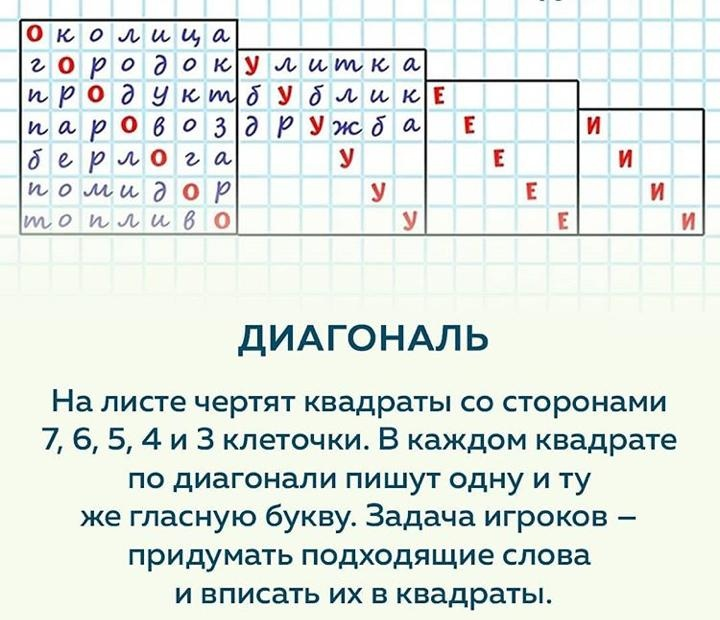 околица
городок улитка
продукт бублик Е
паровоз дружба Е И
берлога У Е И
помидор У Е И
топливо У Е И
ДИАГОНАЛЬ
На листе чертят квадраты со сторонами
7, 6, 5, 4 и 3 клеточки. В каждом квадрате
по диагонали пишут одну и ту
же гласную букву. Задача игроков –
придумать подходящие слова
и вписать их в квадраты.